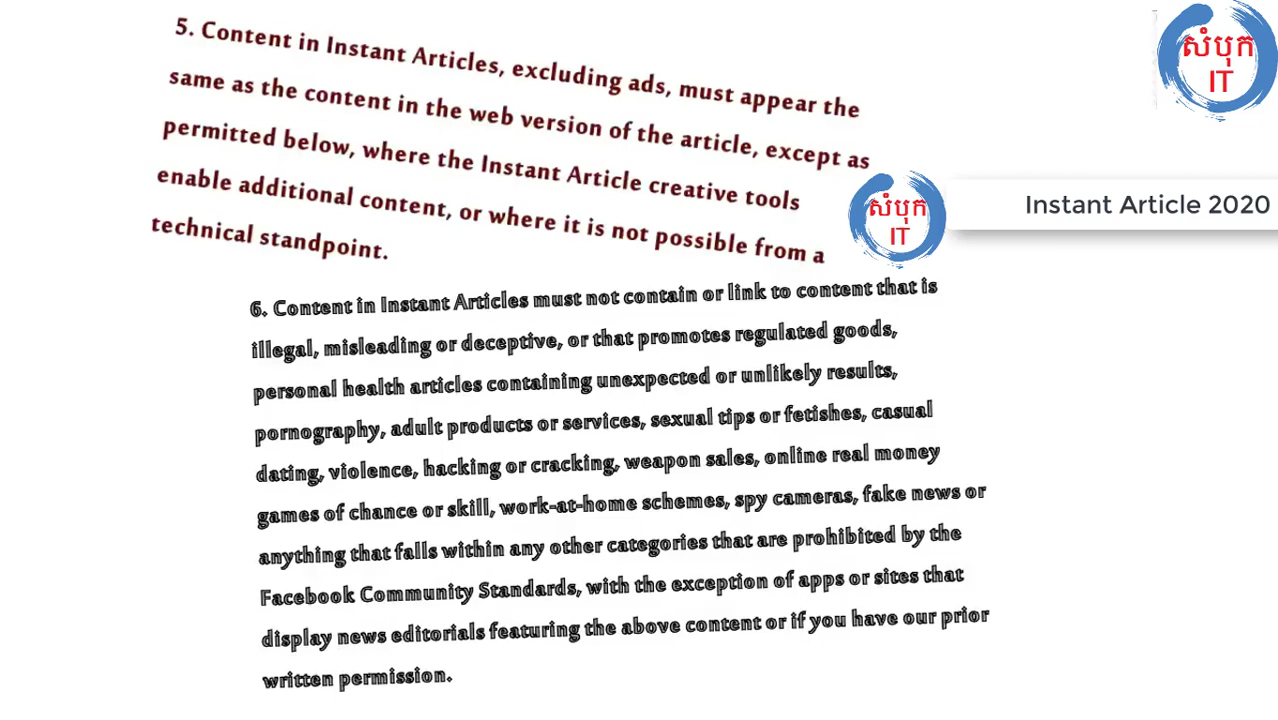 5. Content in Instant Articles, excluding ads, must appear the
same as the content in the web version of the article, except as
permitted below, where the Instant Article creative tools
enable additional content, or where it is not possible from a
technical standpoint.
សំបុក
IT
សំបុក
IT
Instant Article 2020
6. Content in Instant Articles must not contain or link to content that is
illegal, misleading or deceptive, or that promotes regulated goods,
personal health articles containing unexpected or unlikely results,
pornography, adult products or services, sexual tips or fetishes, casual
dating, violence, hacking or cracking, weapon sales, online real money
games of chance or skill, work-at-home schemes, spy cameras, fake news or
anything that falls within any other categories that are prohibited by the
Facebook Community Standards, with the exception of apps or sites that
display news editorials featuring the above content or if you have our prior
written permission.